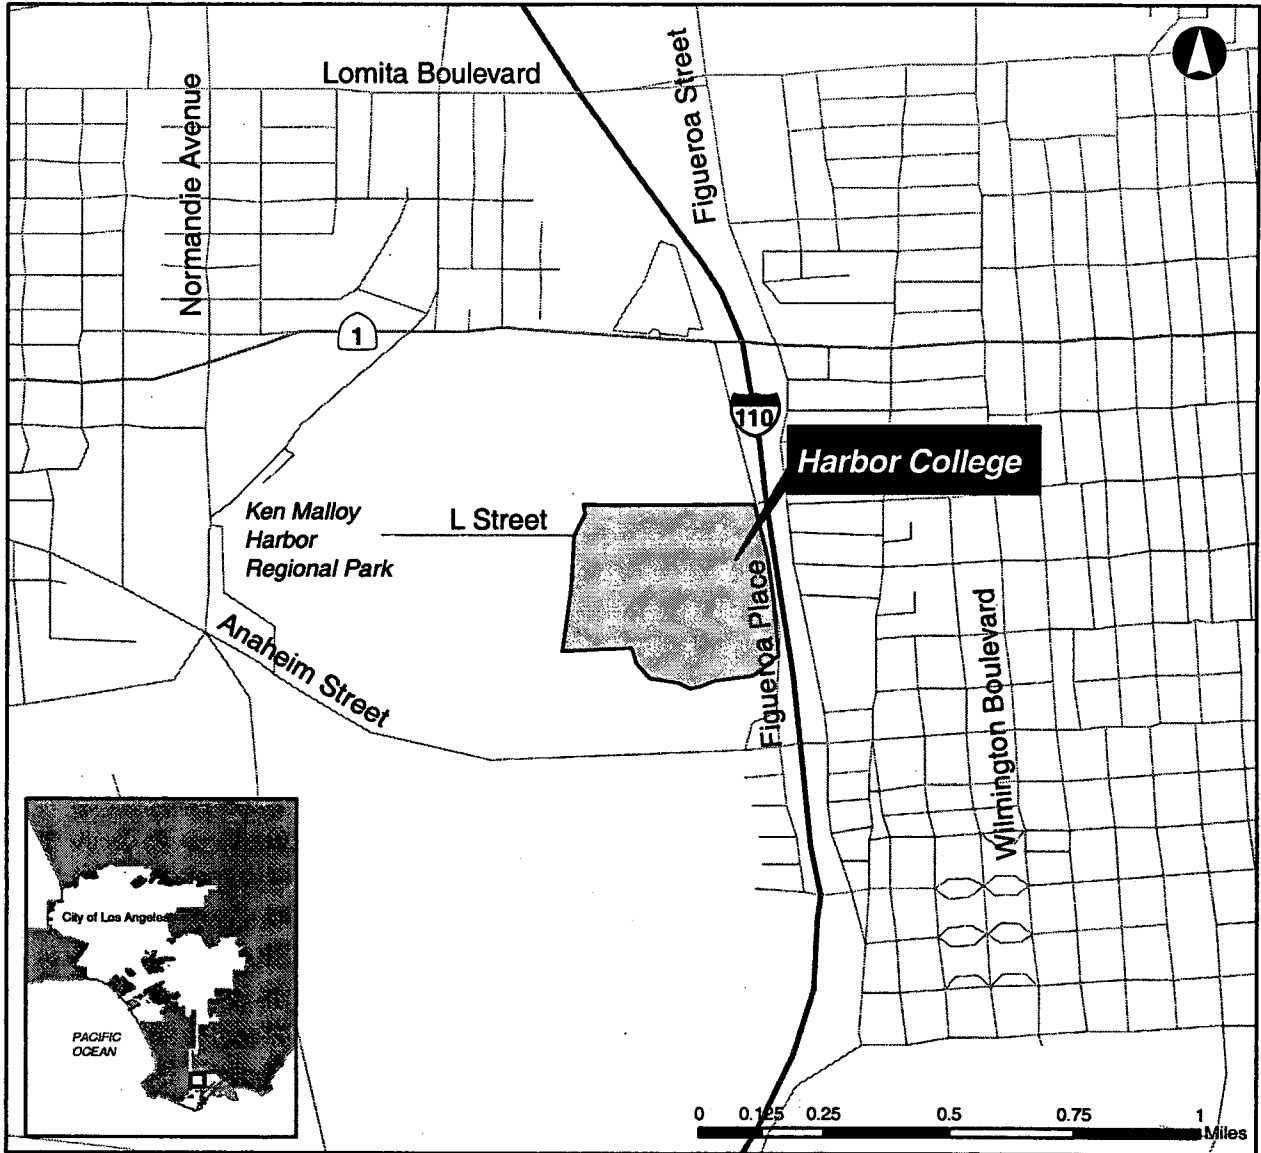 Lomita Boulevard
Figueroa Street
Normandie Avenue
1
110
Harbor College
Ken Malloy
Harbor
Regional Park
L Street
Figueroa Place
Wilmington Boulevard
Anaheim Street
City of Los Angeles
PACIFIC
OCEAN
0 0.125 0.25 0.5 0.75 1
Miles